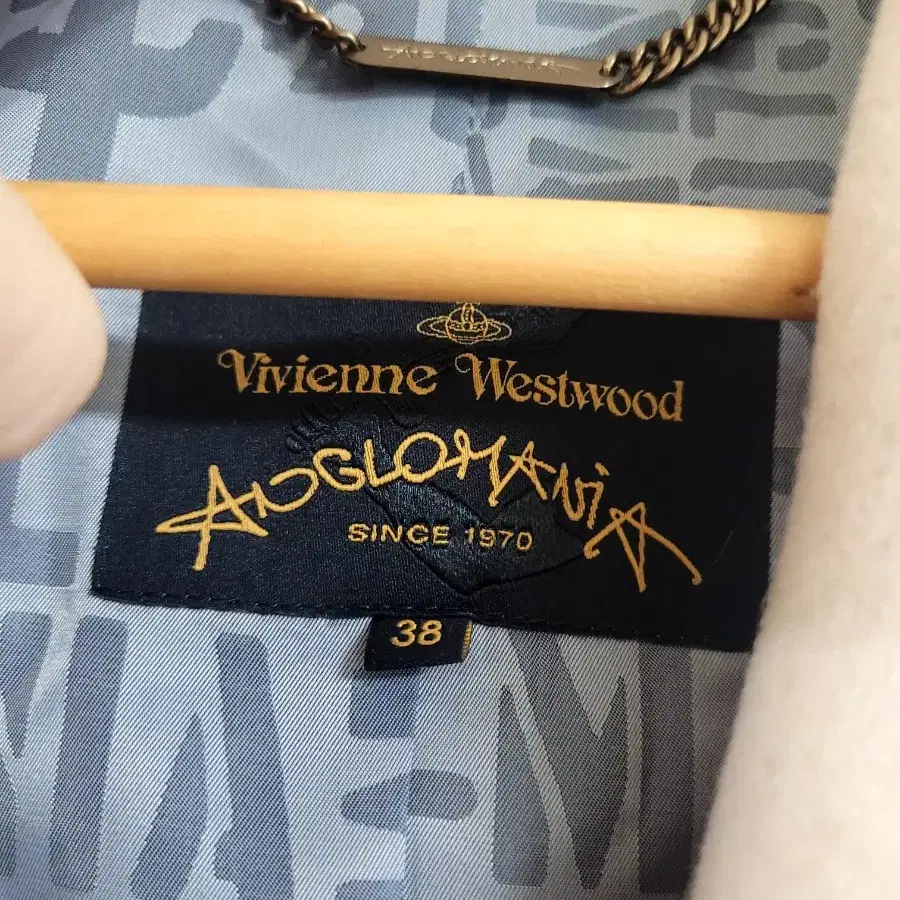 Vivienne Westwood
ANGLOMANiA
SINCE 1970
38